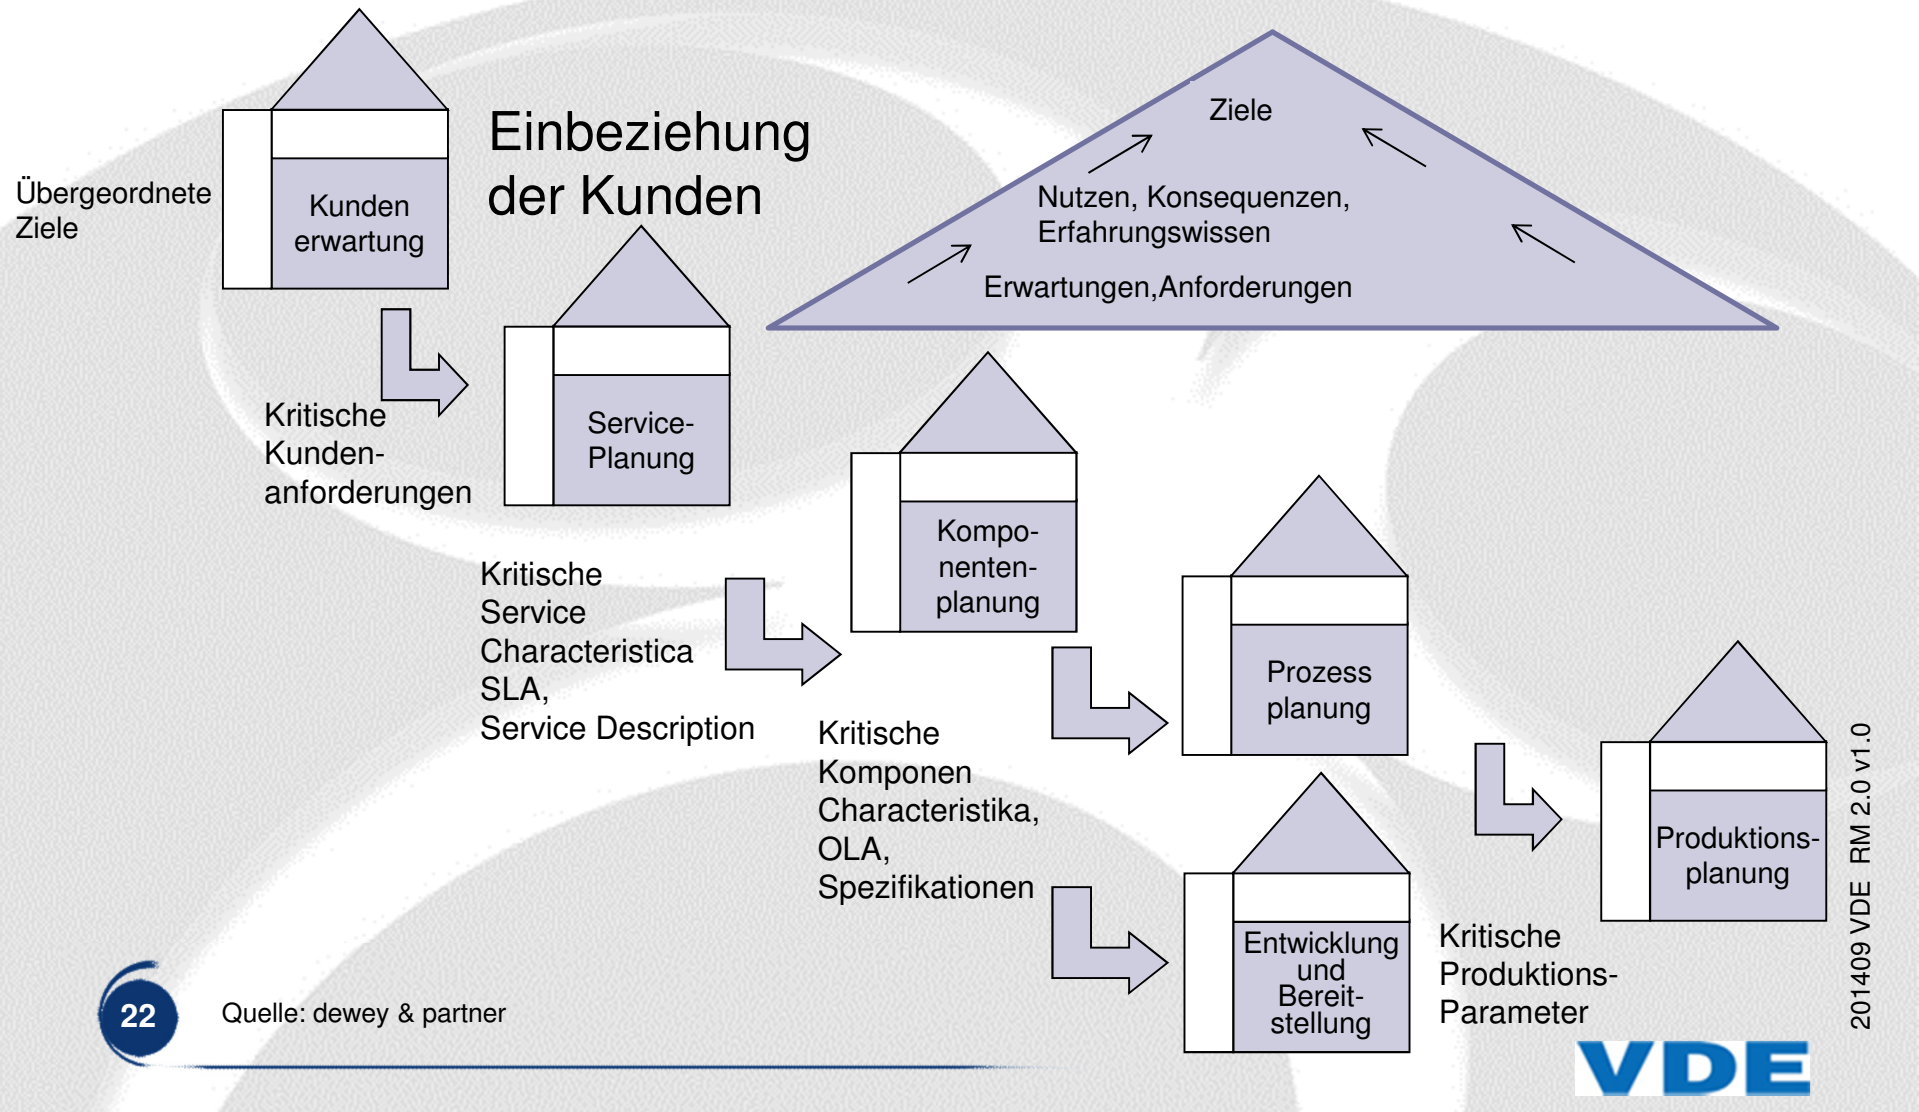 Einbeziehung
der Kunden
Übergeordnete
Ziele
Kunden
erwartung
Ziele
Nutzen, Konsequenzen,
Erfahrungswissen
Erwartungen,Anforderungen
Kritische
Kunden-
anforderungen
Service-
Planung
Kritische
Service
Characteristica
SLA,
Service Description
Kompo-
nenten-
planung
Kritische
Komponen
Characteristika,
OLA,
Spezifikationen
Prozess
planung
Entwicklung
und
Bereit-
stellung
Kritische
Produktions-
Parameter
Produktions-
planung
201409 VDE RM 2.0 v1.0
22
Quelle: dewey & partner
VDE